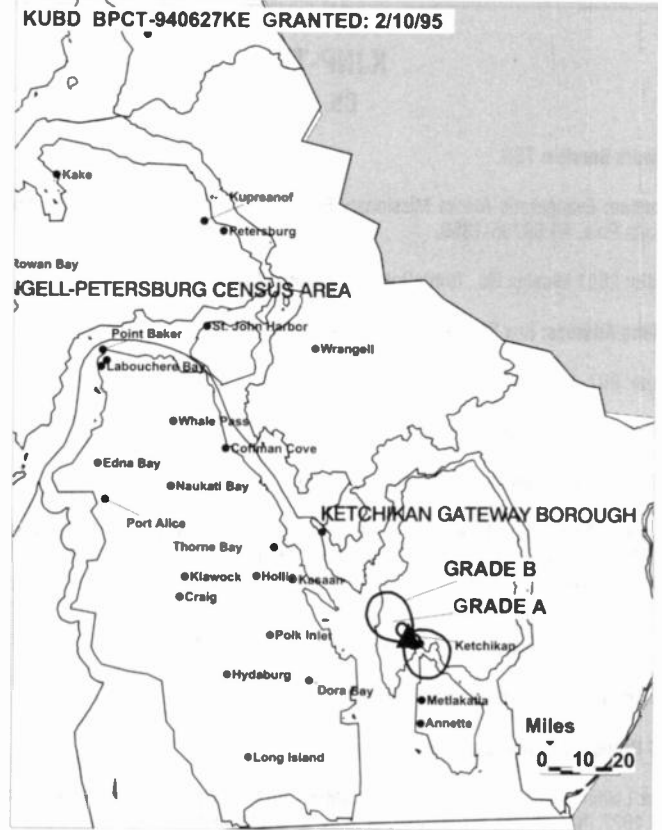 KUBD BPCT-940627KE GRANTED: 2/10/95
Kake
Kupreanof
Petersburg
Rowan Bay
NGELL-PETERSBURG CENSUS AREA
St. John Harbor
Point Baker
Wrangell
Labouchere Bay
Whale Pass
Coffman Cove
Edna Bay
Naukati Bay
Port Alice
KETCHIKAN GATEWAY BOROUGH
Thorne Bay
GRADE B
Klawock
Holli
Kasaan
GRADE A
Craig
Polk Inlet
Ketchikan
Hydaburg
Dora Bay
Metlakatla
Annette
Miles
Long Island
0 10 20